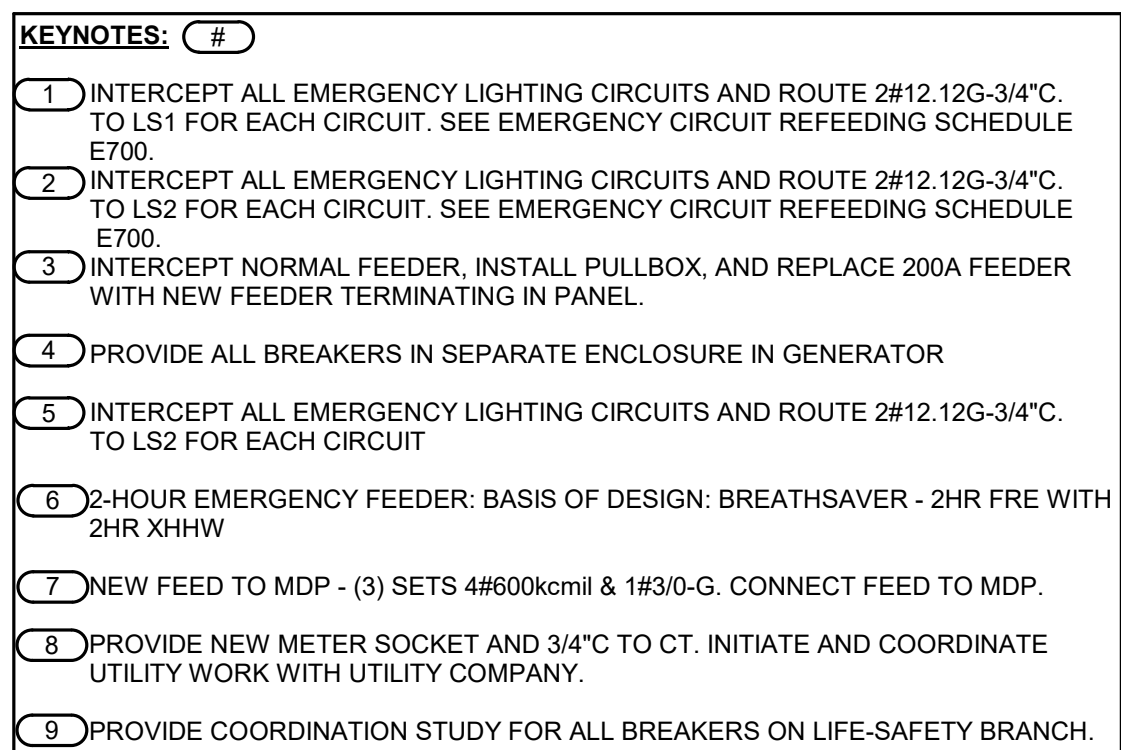 KEYNOTES: #
1 INTERCEPT ALL EMERGENCY LIGHTING CIRCUITS AND ROUTE 2#12.12G-3/4"C.
TO LS1 FOR EACH CIRCUIT. SEE EMERGENCY CIRCUIT REFEEDING SCHEDULE
E700.
2 INTERCEPT ALL EMERGENCY LIGHTING CIRCUITS AND ROUTE 2#12.12G-3/4"C.
TO LS2 FOR EACH CIRCUIT. SEE EMERGENCY CIRCUIT REFEEDING SCHEDULE
E700.
3 INTERCEPT NORMAL FEEDER, INSTALL PULLBOX, AND REPLACE 200A FEEDER
WITH NEW FEEDER TERMINATING IN PANEL.
4 PROVIDE ALL BREAKERS IN SEPARATE ENCLOSURE IN GENERATOR
5 INTERCEPT ALL EMERGENCY LIGHTING CIRCUITS AND ROUTE 2#12.12G-3/4"C.
TO LS2 FOR EACH CIRCUIT
6 2-HOUR EMERGENCY FEEDER: BASIS OF DESIGN: BREATHSAVER - 2HR FRE WITH
2HR XHHW
7 NEW FEED TO MDP - (3) SETS 4#600kcmil & 1#3/0-G. CONNECT FEED TO MDP.
8 PROVIDE NEW METER SOCKET AND 3/4"C TO CT. INITIATE AND COORDINATE
UTILITY WORK WITH UTILITY COMPANY.
9 PROVIDE COORDINATION STUDY FOR ALL BREAKERS ON LIFE-SAFETY BRANCH.